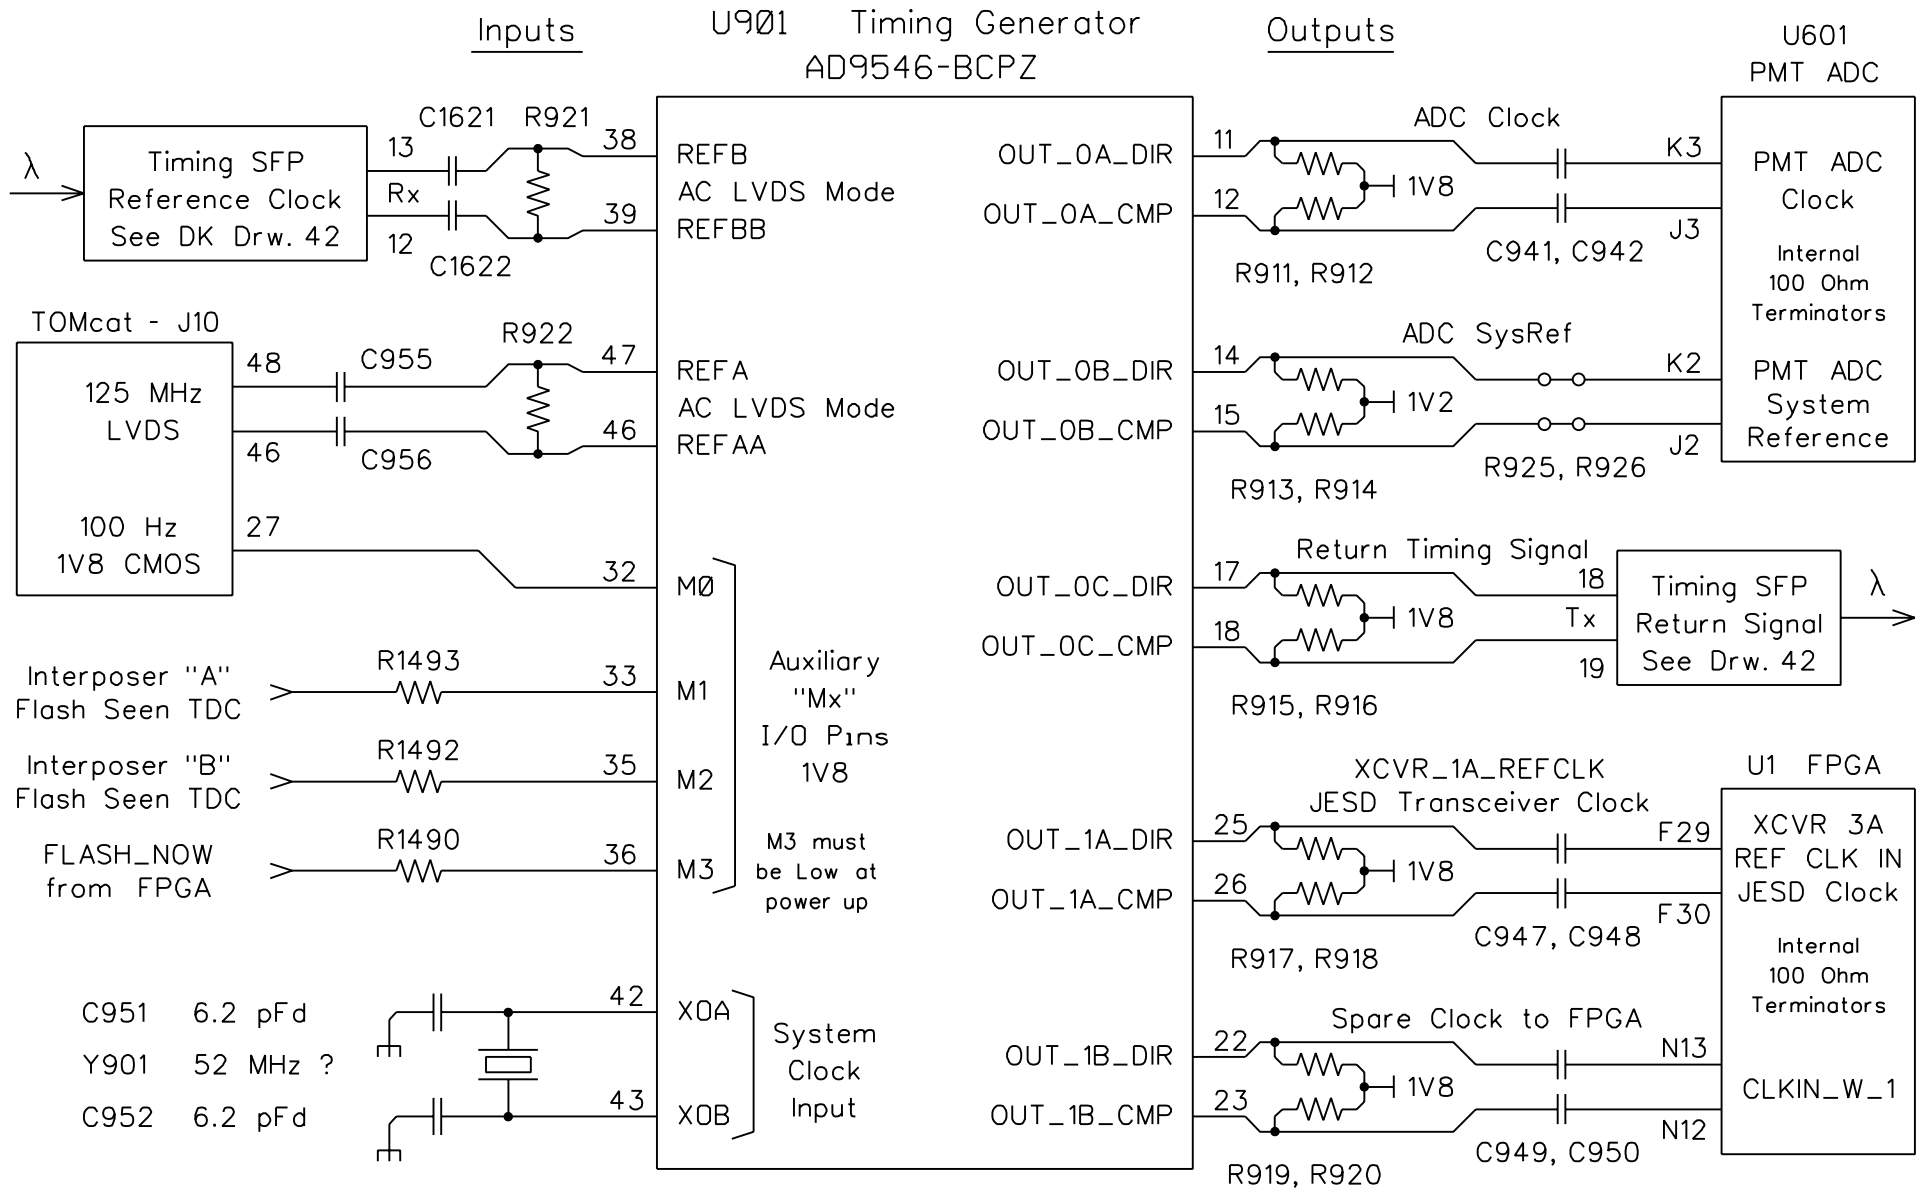 Inputs
U9Ø1 Timing Generator
AD9546-BCPZ
Outputs
U601
PMT ADC
λ
Timing SFP
Reference Clock
See DK Drw. 42
13
Rx
12
C1621
R921
C1622
38
39
REFB
AC LVDS Mode
REFBB
TOMcat - J10
125 MHz
LVDS
100 Hz
1V8 CMOS
48
46
27
C955
C956
R922
47
46
REFA
AC LVDS Mode
REFAA
32
MØ
Interposer "A"
Flash Seen TDC
R1493
33
M1
Interposer "B"
Flash Seen TDC
R1492
35
M2
FLASH_NOW
from FPGA
R1490
36
M3
Auxiliary
"Mx"
I/O Pins
1V8
M3 must
be Low at
power up
C951 6.2 pFd
Y901 52 MHz ?
C952 6.2 pFd
42
43
XOA
XOB
System
Clock
Input
OUT_0A_DIR
OUT_0A_CMP
11
12
1V8
R911, R912
ADC Clock
C941, C942
K3
J3
PMT ADC
Clock
Internal
100 Ohm
Terminators
OUT_0B_DIR
OUT_0B_CMP
14
15
1V2
R913, R914
ADC SysRef
R925, R926
K2
J2
PMT ADC
System
Reference
OUT_0C_DIR
OUT_0C_CMP
17
18
1V8
R915, R916
Return Timing Signal
18
Tx
19
Timing SFP
Return Signal
See Drw. 42
λ
OUT_1A_DIR
OUT_1A_CMP
25
26
1V8
R917, R918
XCVR_1A_REFCLK
JESD Transceiver Clock
C947, C948
F29
F30
U1 FPGA
XCVR 3A
REF CLK IN
JESD Clock
Internal
100 Ohm
Terminators
OUT_1B_DIR
OUT_1B_CMP
22
23
1V8
R919, R920
Spare Clock to FPGA
C949, C950
N13
N12
CLKIN_W_1